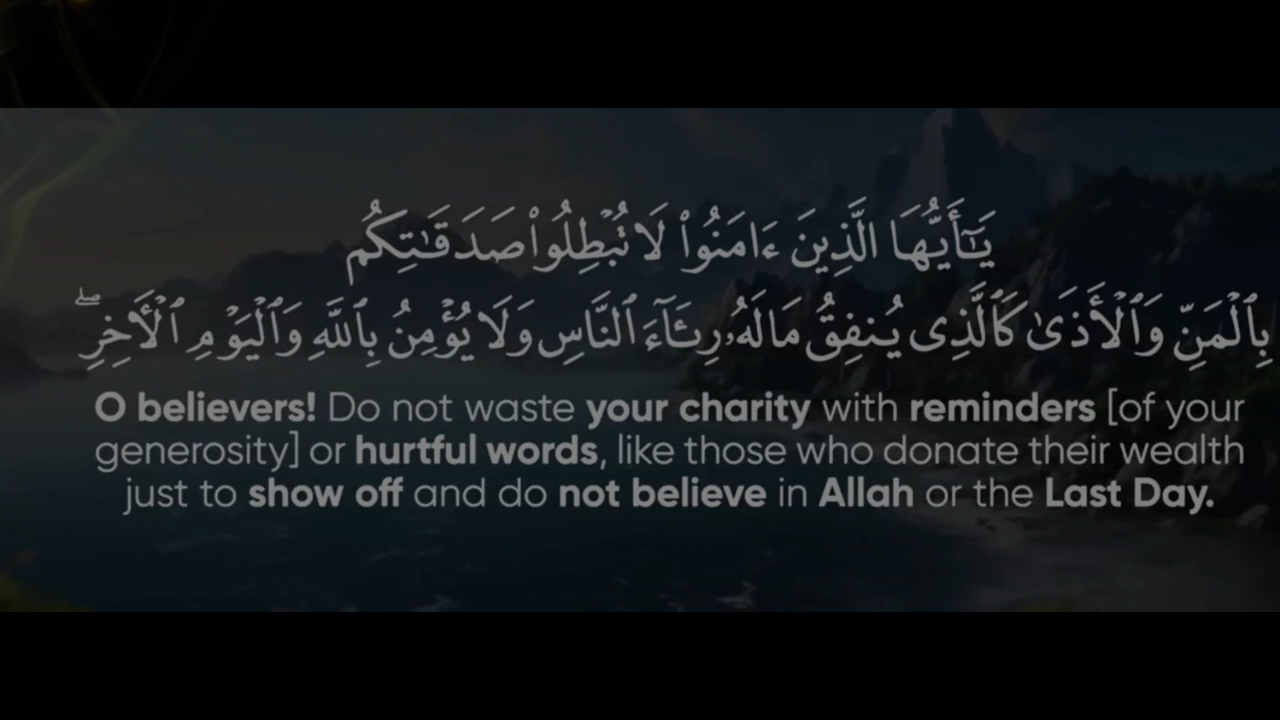 يَـٰٓأَيُّهَا الَّذِينَ ءَامَنُوا۟ لَا تُبْطِلُوا۟ صَدَقَـٰتِكُم
بِٱلْمَنِّ وَٱلْأَذَىٰ كَٱلَّذِى يُنفِقُ مَالَهُۥ رِئَآءَ ٱلنَّاسِ وَلَا يُؤْمِنُ بِٱللَّهِ وَٱلْيَوْمِ ٱلْـَٔاخِرِ ۖ
O believers! Do not waste your charity with reminders [of your
generosity] or hurtful words, like those who donate their wealth
just to show off and do not believe in Allah or the Last Day.